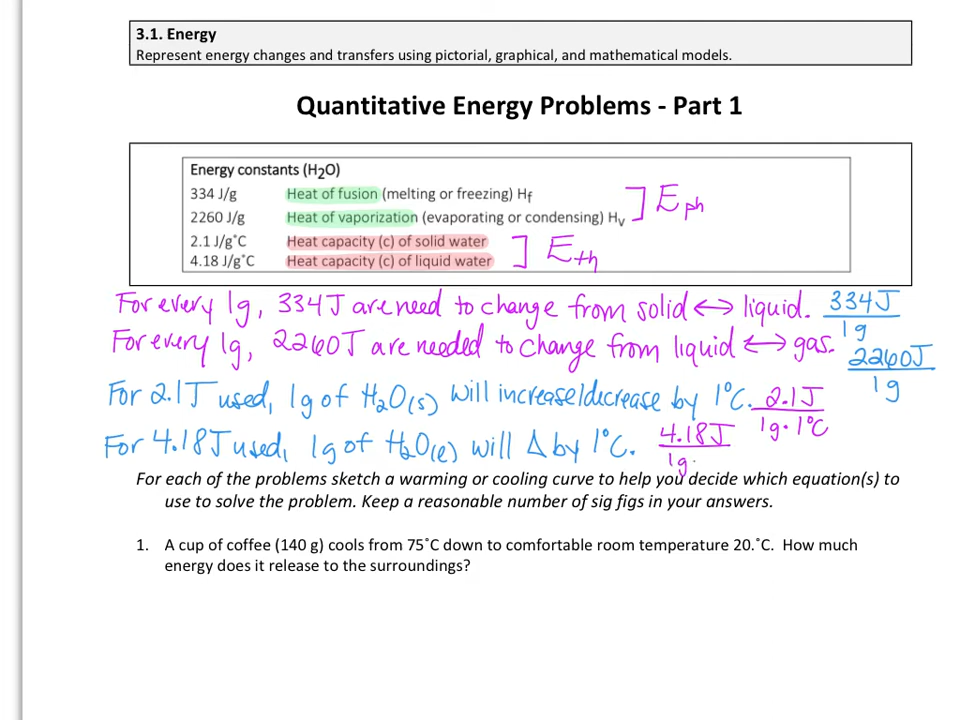 3.1. Energy
Represent energy changes and transfers using pictorial, graphical, and mathematical models.
Quantitative Energy Problems - Part 1
Energy constants (H₂O)
334 J/g Heat of fusion (melting or freezing) Hf
2260 J/g Heat of vaporization (evaporating or condensing) Hv
] Eph
2.1 J/g˚C Heat capacity (c) of solid water
4.18 J/g˚C Heat capacity (c) of liquid water
] Eth
For every 1g, 334J are need to change from solid ↔ liquid. 334J/1g
For every 1g, 2260J are needed to change from liquid ↔ gas. 2260J/1g
For 2.1J used, 1g of H₂O(s) will increase/decrease by 1°C. 2.1J/1g·1°C
For 4.18J used, 1g of H₂O(l) will Δ by 1°C. 4.18J/1g·
For each of the problems sketch a warming or cooling curve to help you decide which equation(s) to
use to solve the problem. Keep a reasonable number of sig figs in your answers.
1. A cup of coffee (140 g) cools from 75˚C down to comfortable room temperature 20.˚C. How much
energy does it release to the surroundings?